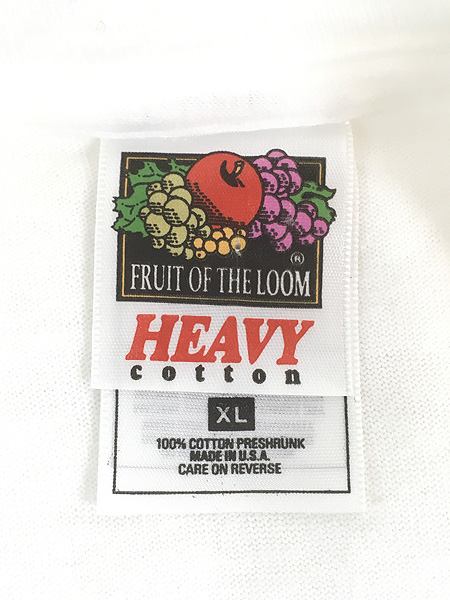 ®
FRUIT OF THE LOOM
HEAVY
cotton
XL
100% COTTON PRESHRUNK
MADE IN U.S.A.
CARE ON REVERSE